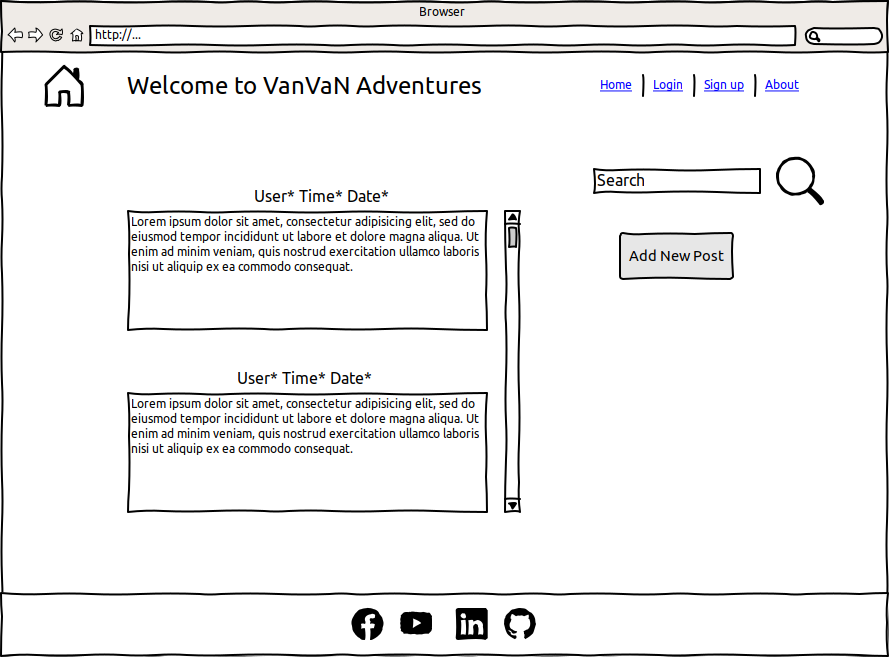 Browser
http://...
Welcome to VanVaN Adventures
Home Login Sign up About
Search
User* Time* Date*
Lorem ipsum dolor sit amet, consectetur adipisicing elit, sed do
eiusmod tempor incididunt ut labore et dolore magna aliqua. Ut
enim ad minim veniam, quis nostrud exercitation ullamco laboris
nisi ut aliquip ex ea commodo consequat.
Add New Post
User* Time* Date*
Lorem ipsum dolor sit amet, consectetur adipisicing elit, sed do
eiusmod tempor incididunt ut labore et dolore magna aliqua. Ut
enim ad minim veniam, quis nostrud exercitation ullamco laboris
nisi ut aliquip ex ea commodo consequat.
in